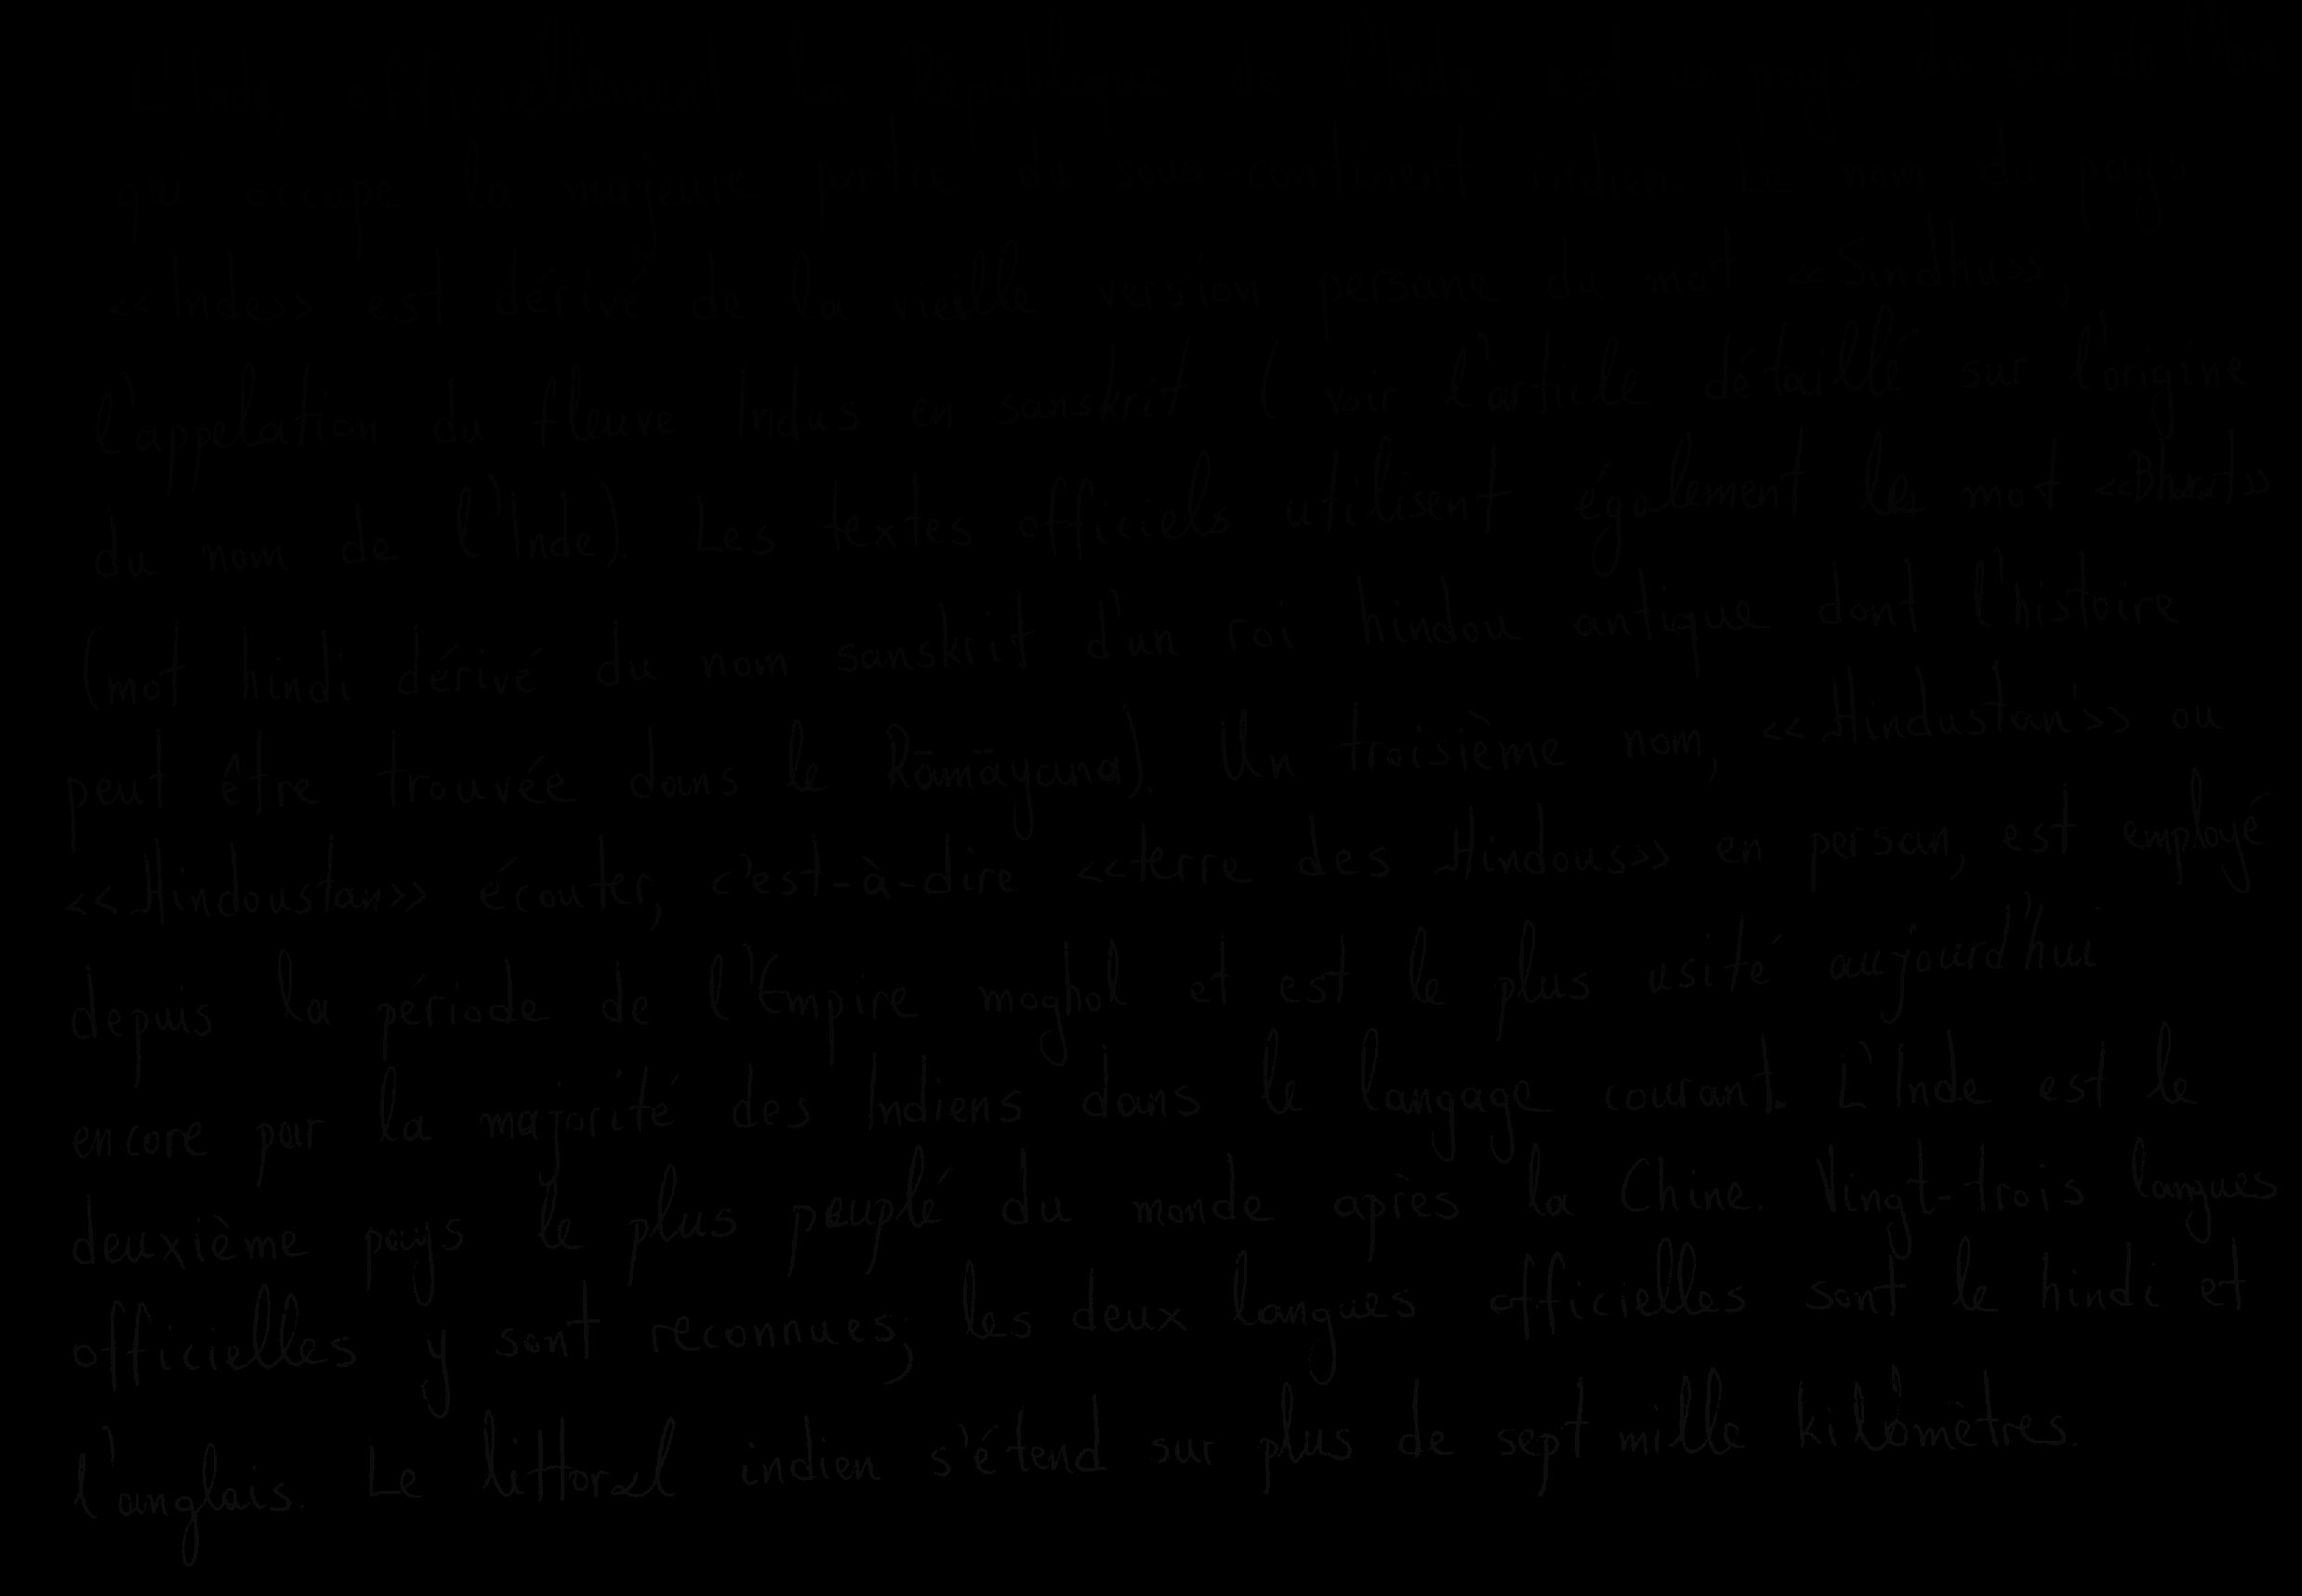 qui occupe la majeure partie du sous-continent indien Le nom du pays
<<Inde>> est dérivé de la vieille version persane du mot <<Sindhu>>,
l'appelation du fleuve Indus en sanskrit ( voir l'article détaillé sur l'origine
du nom de l'Inde). Les textes officiels utilisent également le mot <<Bharat>>
(mot hindi dérivé du nom sanskrit d'un roi hindou antique dont l'histoire
peut être trouvée dans le Rāmāyana). Un troisième nom, <<Hindustan>> ou
<<Hindoustan>> écouter, c'est-à-dire <<terre des Hindous>> en persan, est employé
depuis la période de l'Empire moghol et est le plus usité aujourd'hui
encore par la majorité des Indiens dans le langage courant. L'Inde est le
deuxième pays le plus peuplé du monde après la Chine. Vingt-trois langues
officielles y sont reconnues, les deux langues officielles sont le hindi et
l'anglais. Le littoral indien s'étend sur plus de sept mille kilomètres.